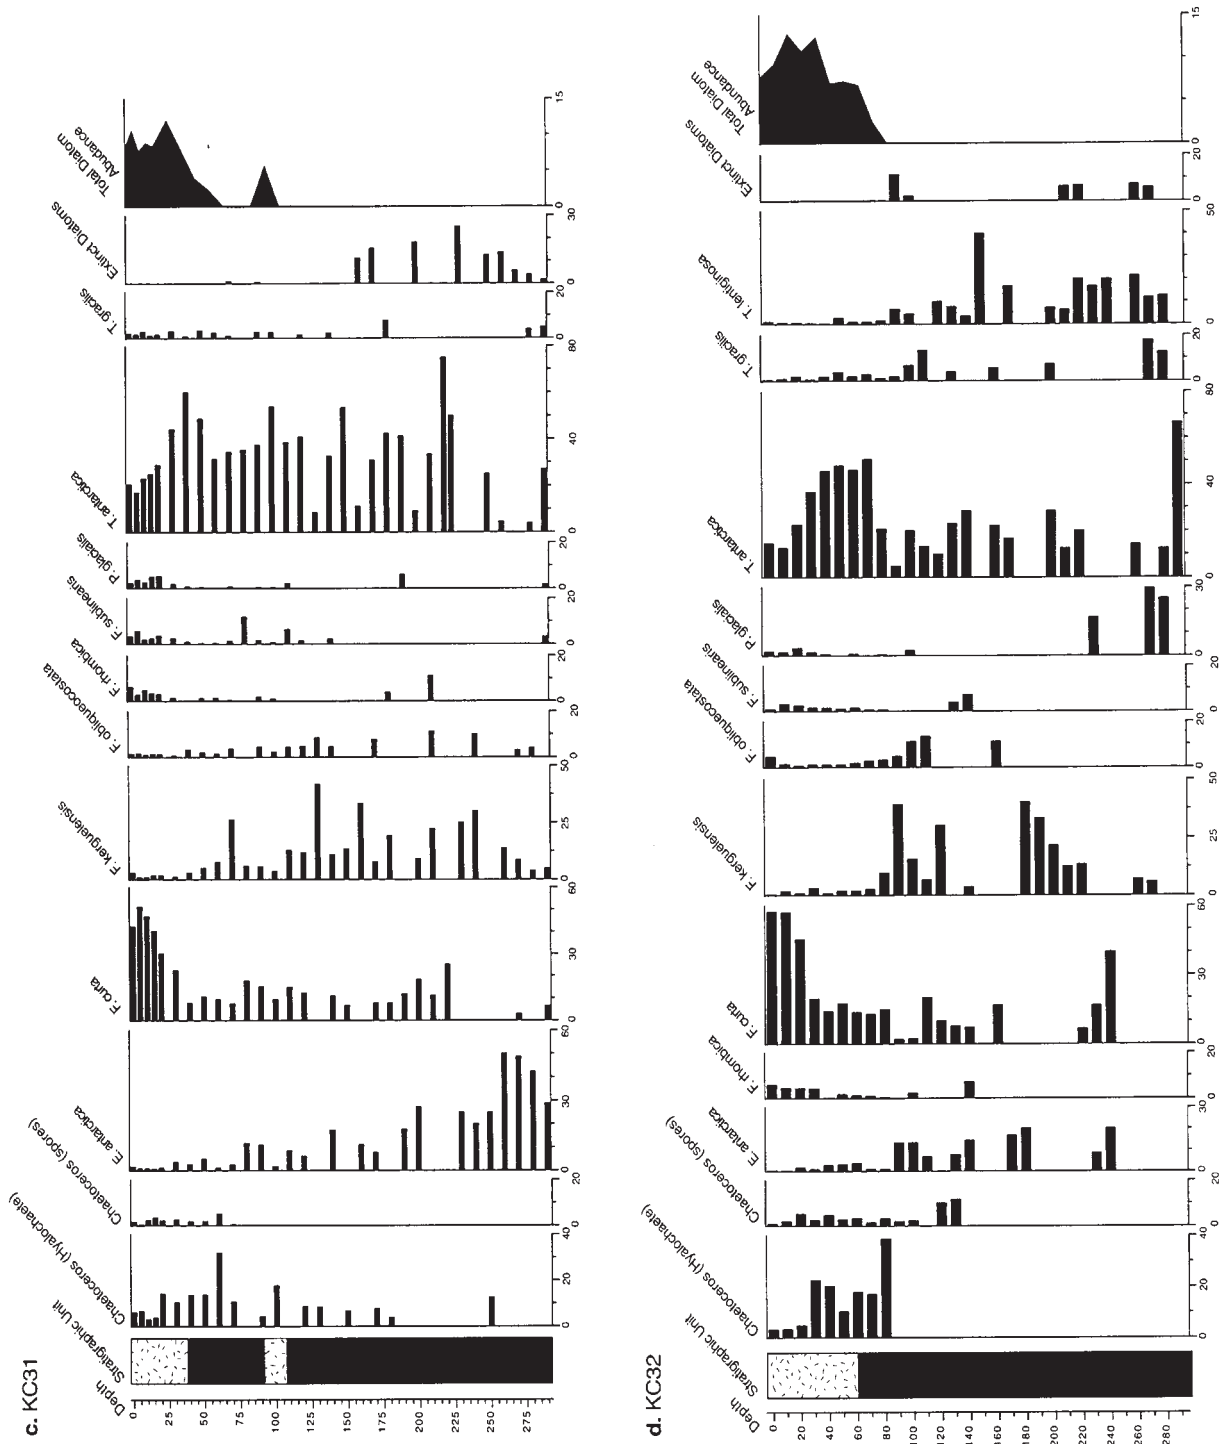 c. KC31
Depth
Stratigraphic Unit
Chaetoceros (Hyalochaete)
Chaetoceros (spores)
E. antarctica
F. curta
F. kerguelensis
F. obliquecostata
F. rhombica
F. sublinearis
P. glacialis
T. antarctica
T. gracilis
Extinct Diatoms
Total Diatom
Abundance
0 25 50 75 100 125 150 175 200 225 250 275
0 20 40
0 20
0 30 60
0 30 60
0 25 50
0 20
0 20
0 20
0 20
0 40 80
0 20
0 30
0 15
d. KC32
Depth
Stratigraphic Unit
Chaetoceros (Hyalochaete)
Chaetoceros (spores)
E. antarctica
F. rhombica
F. curta
F. kerguelensis
F. obliquecostata
F. sublinearis
P. glacialis
T. antarctica
T. gracilis
T. lentiginosa
Extinct Diatoms
Total Diatom
Abundance
0 20 40 60 80 100 120 140 160 180 200 220 240 260 280
0 20 40
0 20
0 30
0 20
0 30 60
0 25 50
0 20
0 20
0 30
0 40 80
0 20
0 50
0 20
0 15